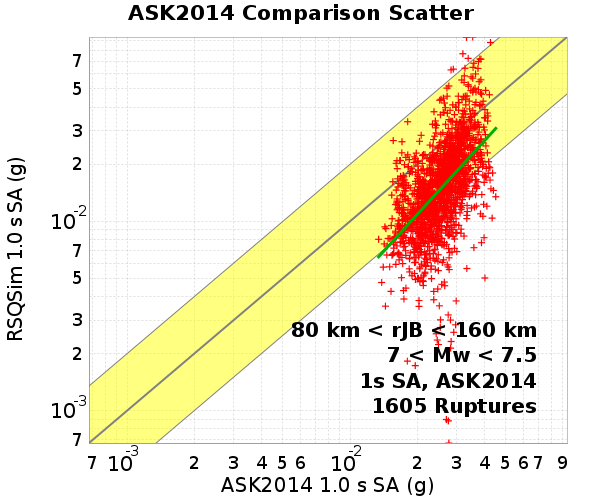 ASK2014 Comparison Scatter
RSQSim 1.0 s SA (g)
7
5
3
2
10-2
7
5
3
2
10-3
7
80 km < rJB < 160 km
7 < Mw < 7.5
1s SA, ASK2014
1605 Ruptures
7 10-3 2 3 4 5 6 10-2 2 3 4 5 6 7 9
ASK2014 1.0 s SA (g)